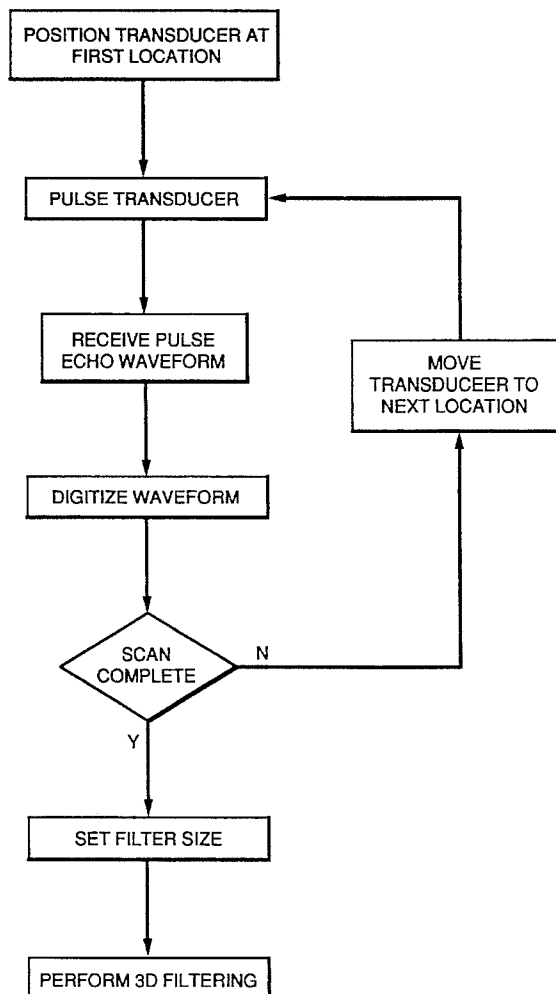 POSITION TRANSDUCER AT
FIRST LOCATION
PULSE TRANSDUCER
RECEIVE PULSE
ECHO WAVEFORM
MOVE
TRANSDUCEER TO
NEXT LOCATION
DIGITIZE WAVEFORM
SCAN
COMPLETE
N
Y
SET FILTER SIZE
PERFORM 3D FILTERING